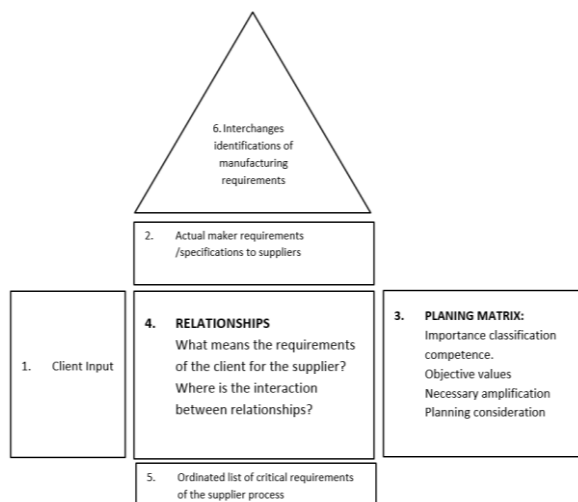 6. Interchanges
identifications of
manufacturing
requirements
2. Actual maker requirements
/specifications to suppliers
1. Client Input
4. RELATIONSHIPS
What means the requirements
of the client for the supplier?
Where is the interaction
between relationships?
3. PLANING MATRIX:
Importance classification
competence.
Objective values
Necessary amplification
Planning consideration
5. Ordinated list of critical requirements
of the supplier process